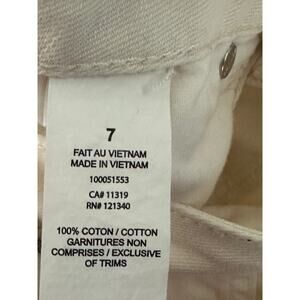 7
FAIT AU VIETNAM
MADE IN VIETNAM
100051553
CA# 11319
RN# 121340
100% COTON / COTTON
GARNITURES NON
COMPRISES / EXCLUSIVE
OF TRIMS